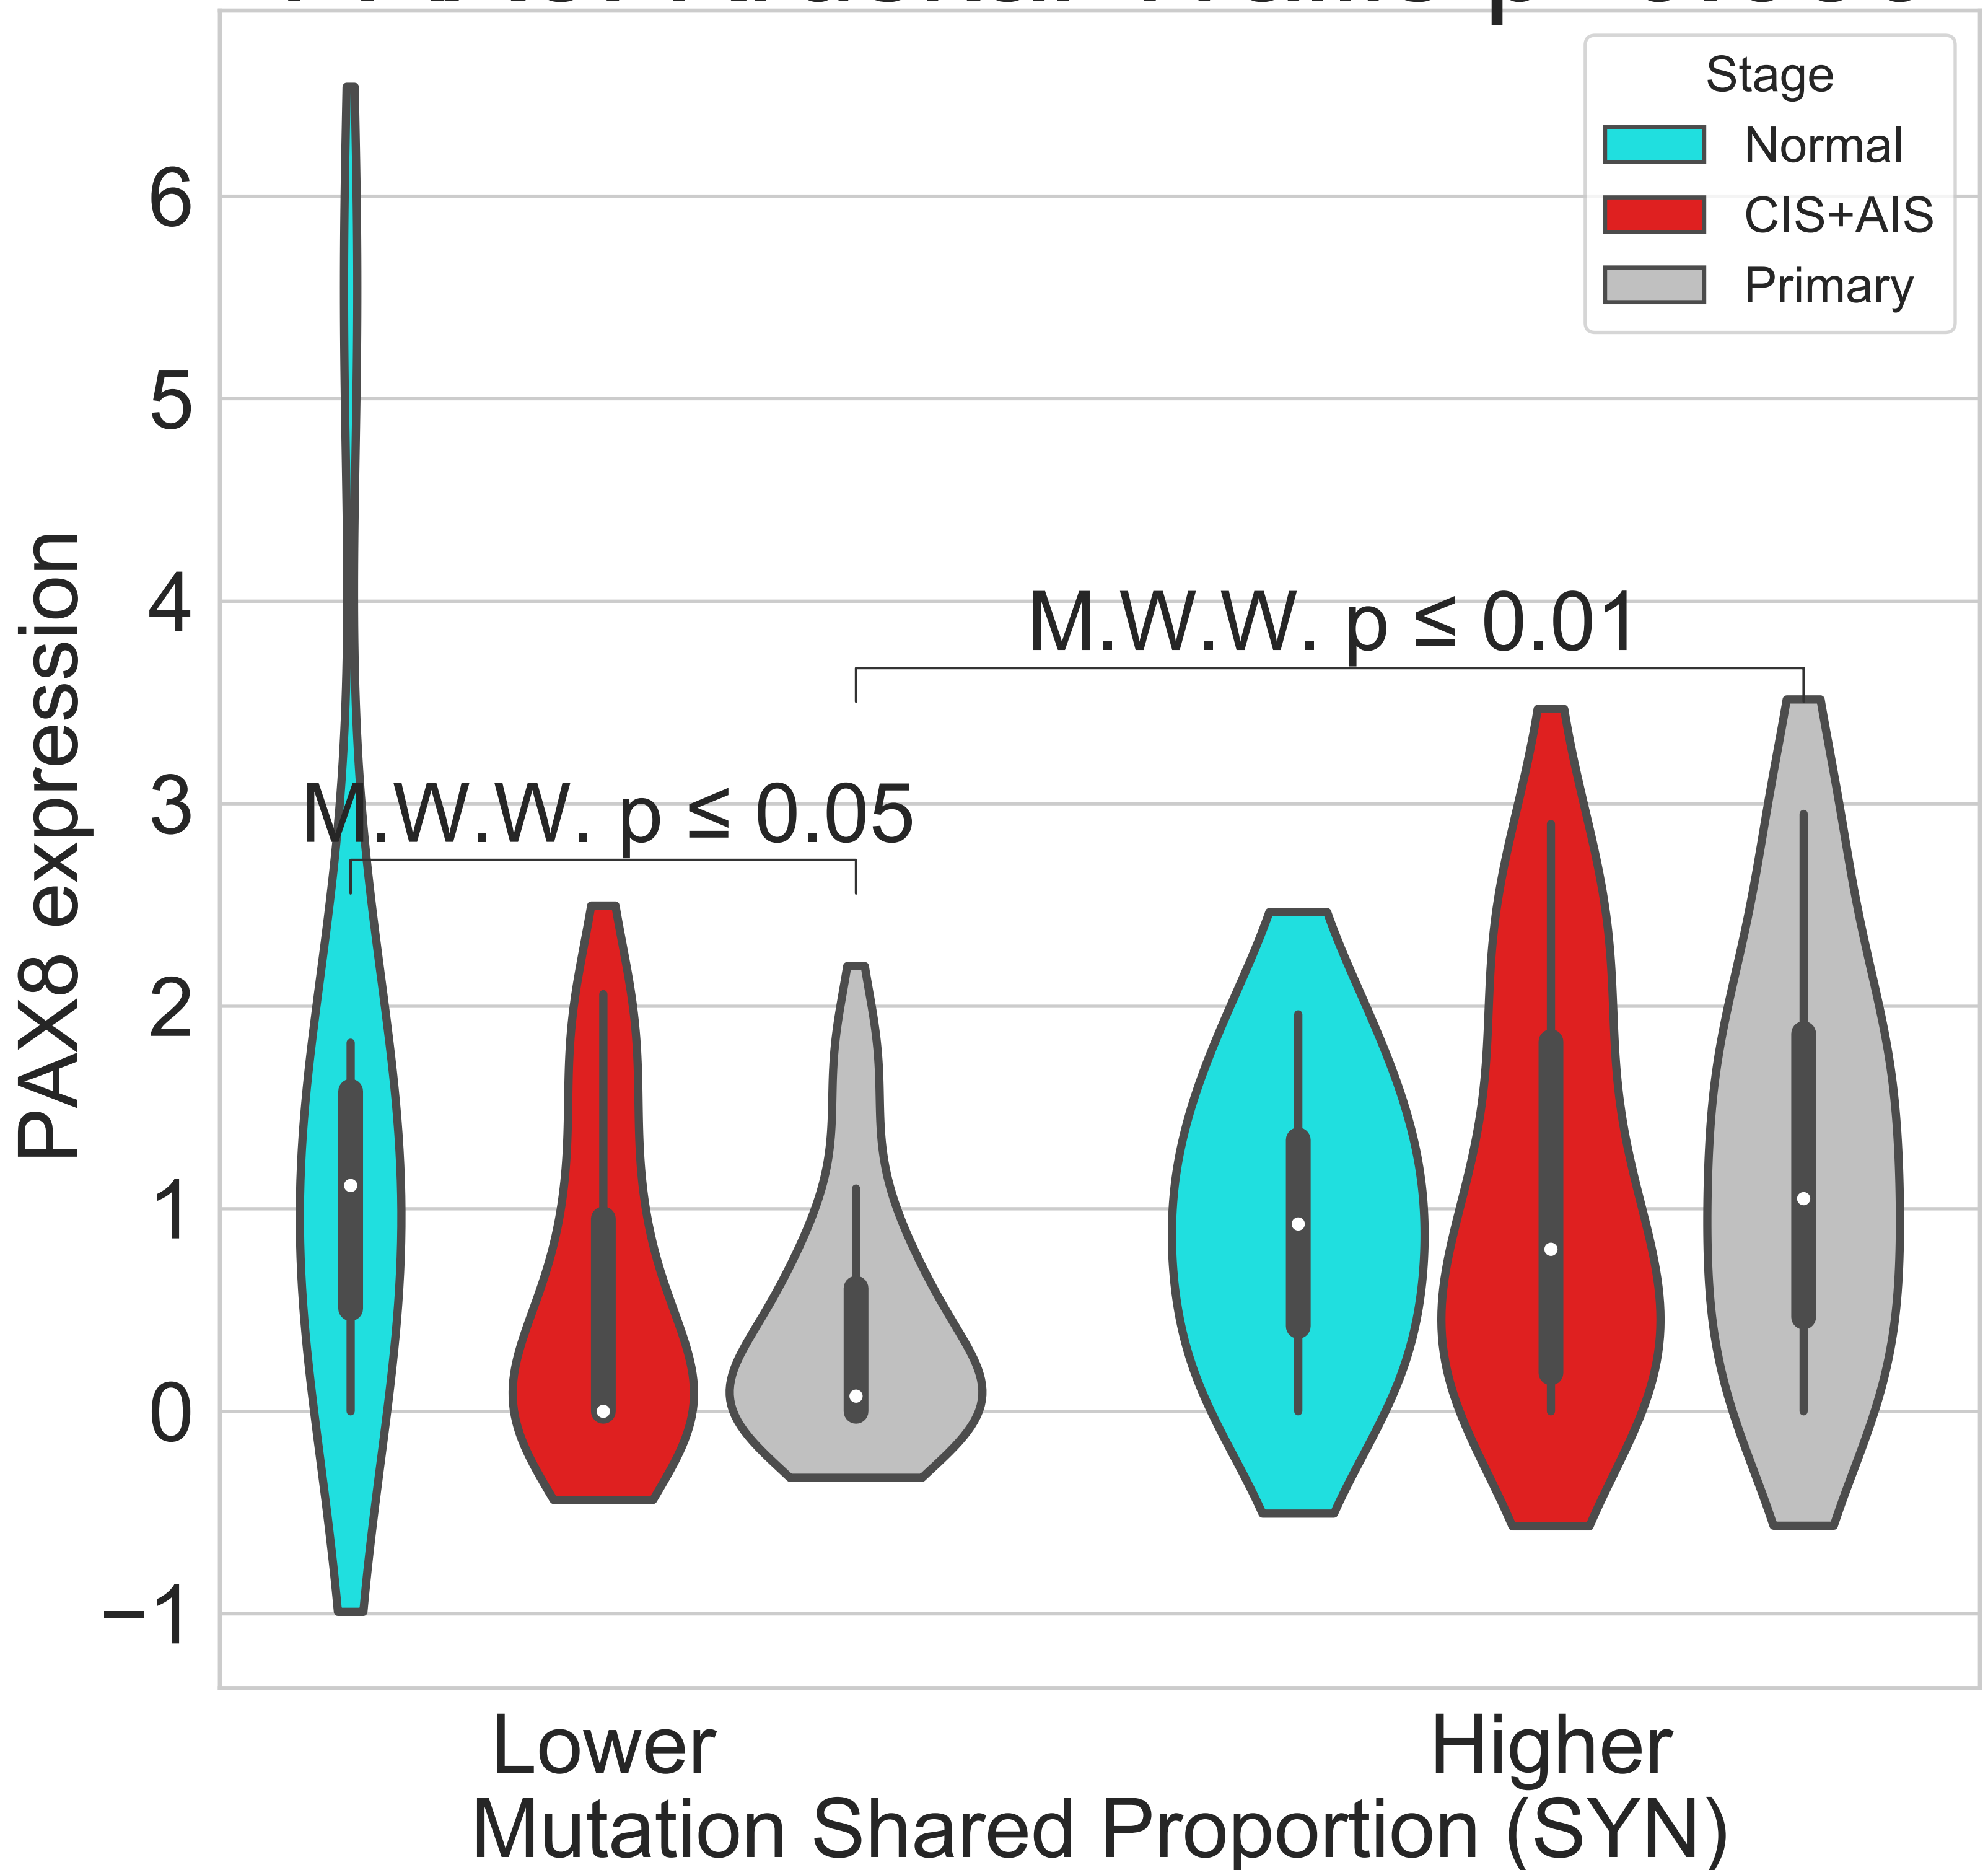 Stage
Normal
CIS+AIS
Primary
6
5
4
3
2
1
0
−1
PAX8 expression
M.W.W. p ≤ 0.01
M.W.W. p ≤ 0.05
Lower
Higher
Mutation Shared Proportion (SYN)